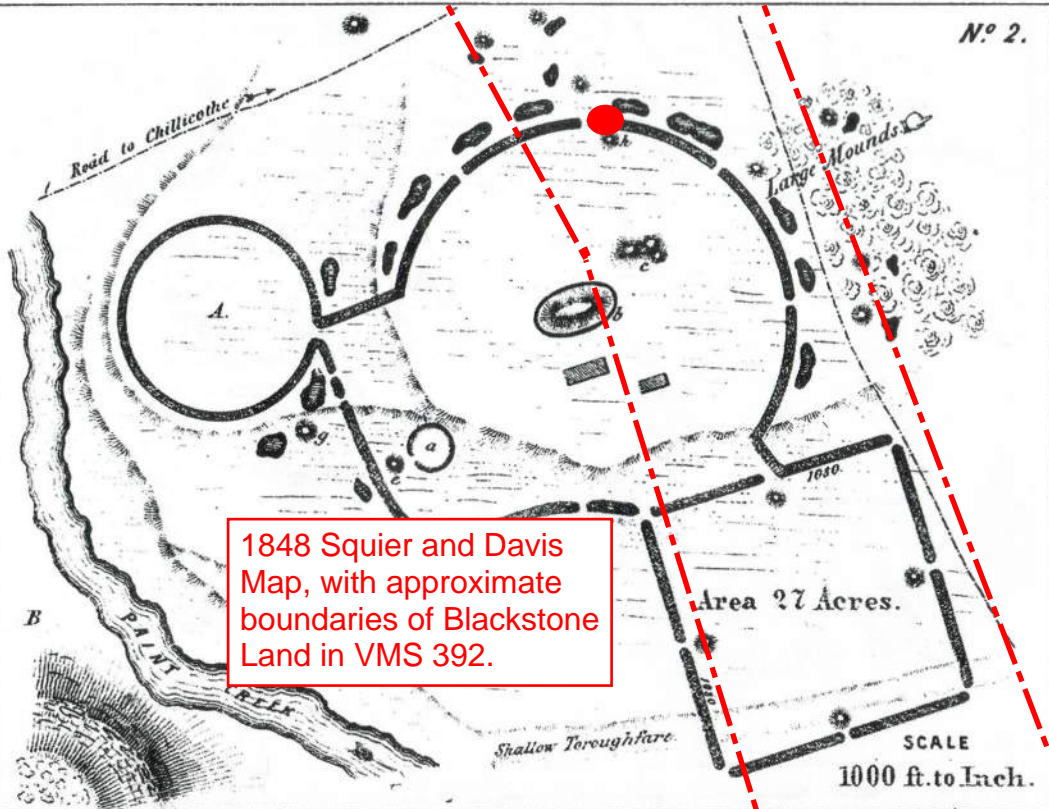 Nº 2.
Road to Chillicothe
Large Mounds
h
A.
c
b
g
a
e
1080.
1848 Squier and Davis
Map, with approximate
boundaries of Blackstone
Land in VMS 392.
Area 27 Acres.
B
PAINT CREEK
1080
Shallow Toroughfare.
SCALE
1000 ft. to Inch.